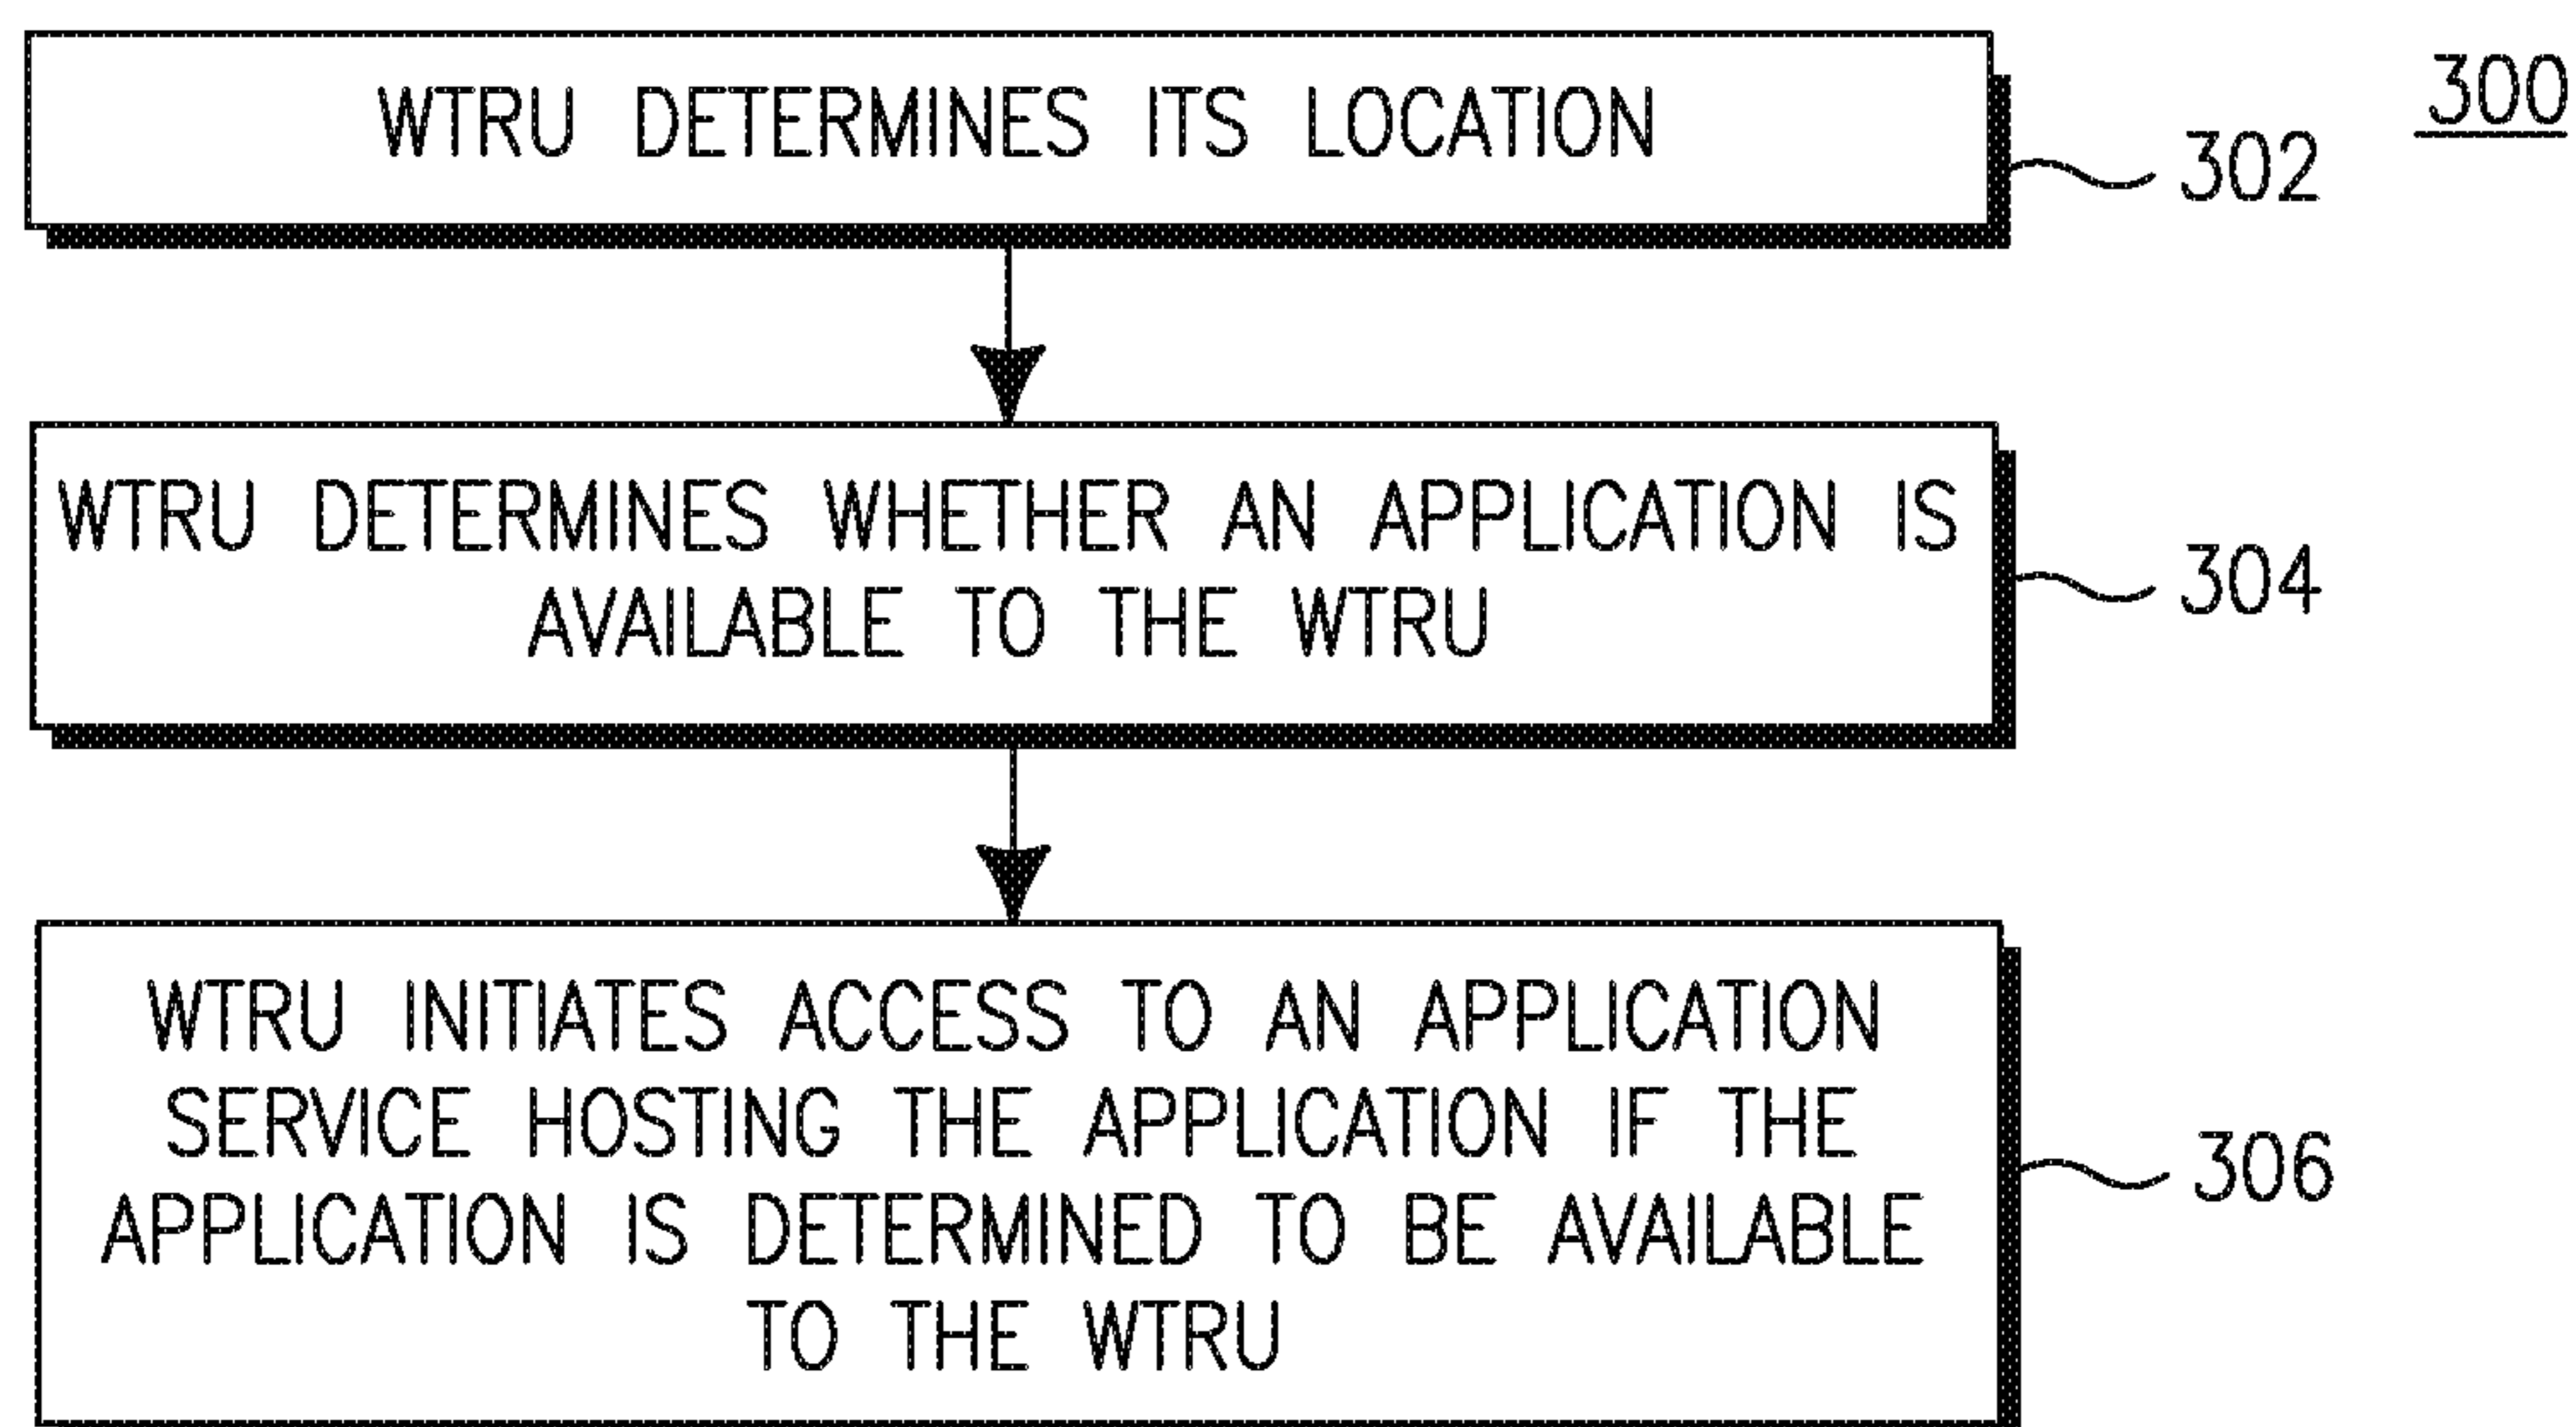 300
WTRU DETERMINES ITS LOCATION
302
WTRU DETERMINES WHETHER AN APPLICATION IS
AVAILABLE TO THE WTRU
304
WTRU INITIATES ACCESS TO AN APPLICATION
SERVICE HOSTING THE APPLICATION IF THE
APPLICATION IS DETERMINED TO BE AVAILABLE
TO THE WTRU
306